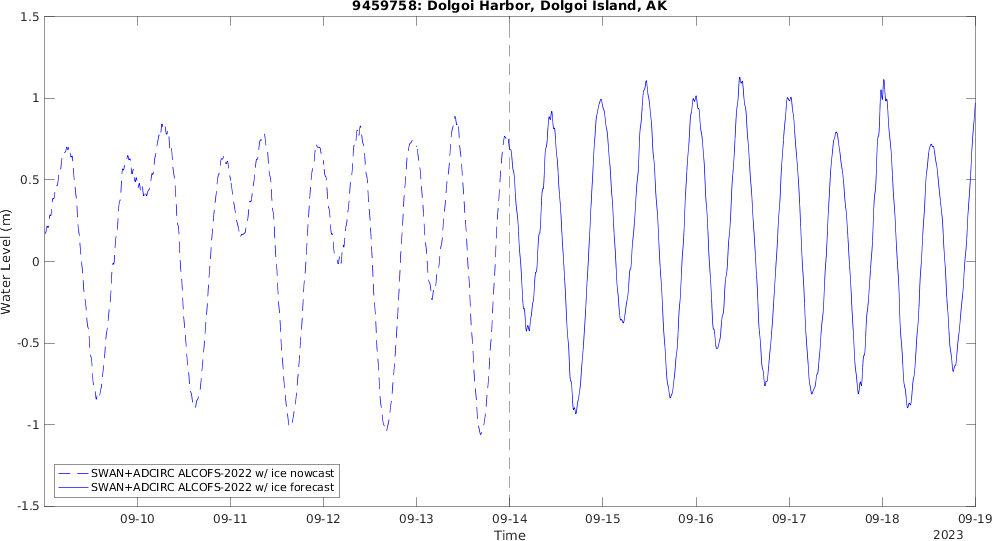 9459758: Dolgoi Harbor, Dolgoi Island, AK
1.5
1
0.5
0
-0.5
-1
-1.5
Water Level (m)
SWAN+ADCIRC ALCOFS-2022 w/ ice nowcast
SWAN+ADCIRC ALCOFS-2022 w/ ice forecast
09-10 09-11 09-12 09-13 09-14 09-15 09-16 09-17 09-18 09-19
Time
2023